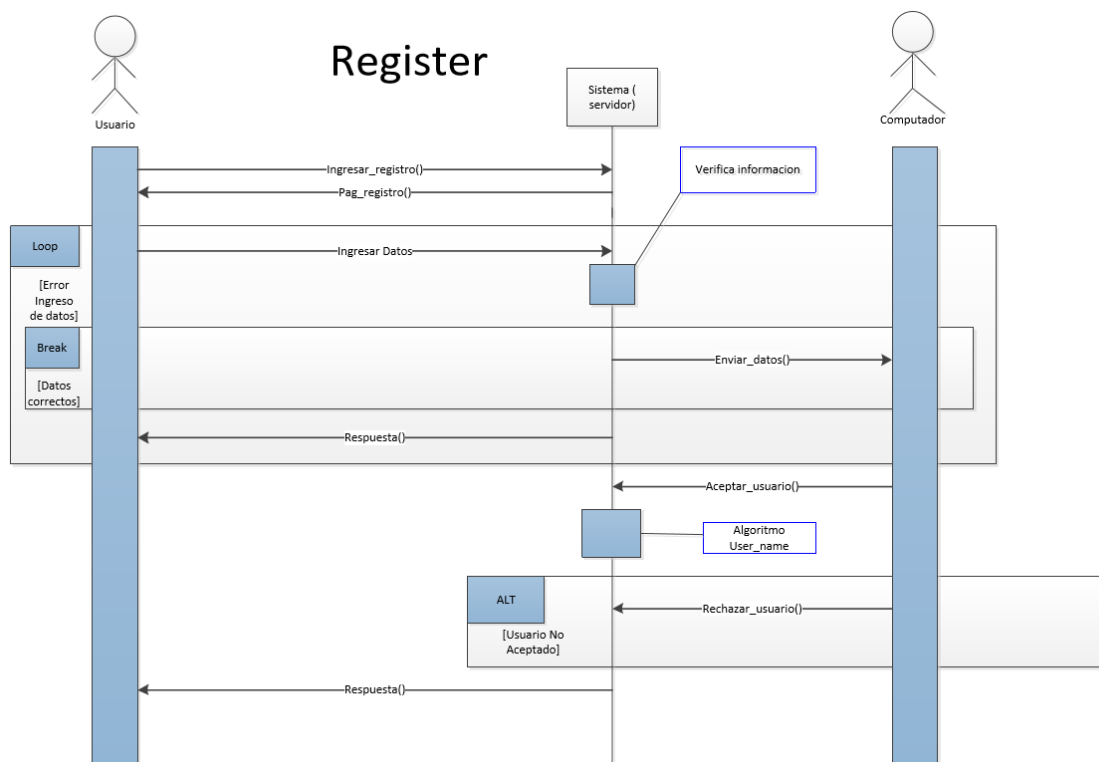 Register
Usuario
Sistema (
servidor)
Computador
Ingresar_registro()
Verifica informacion
Pag_registro()
Loop
Ingresar Datos
[Error
Ingreso
de datos]
Break
Enviar_datos()
[Datos
correctos]
Respuesta()
Aceptar_usuario()
Algoritmo
User_name
ALT
Rechazar_usuario()
[Usuario No
Aceptado]
Respuesta()